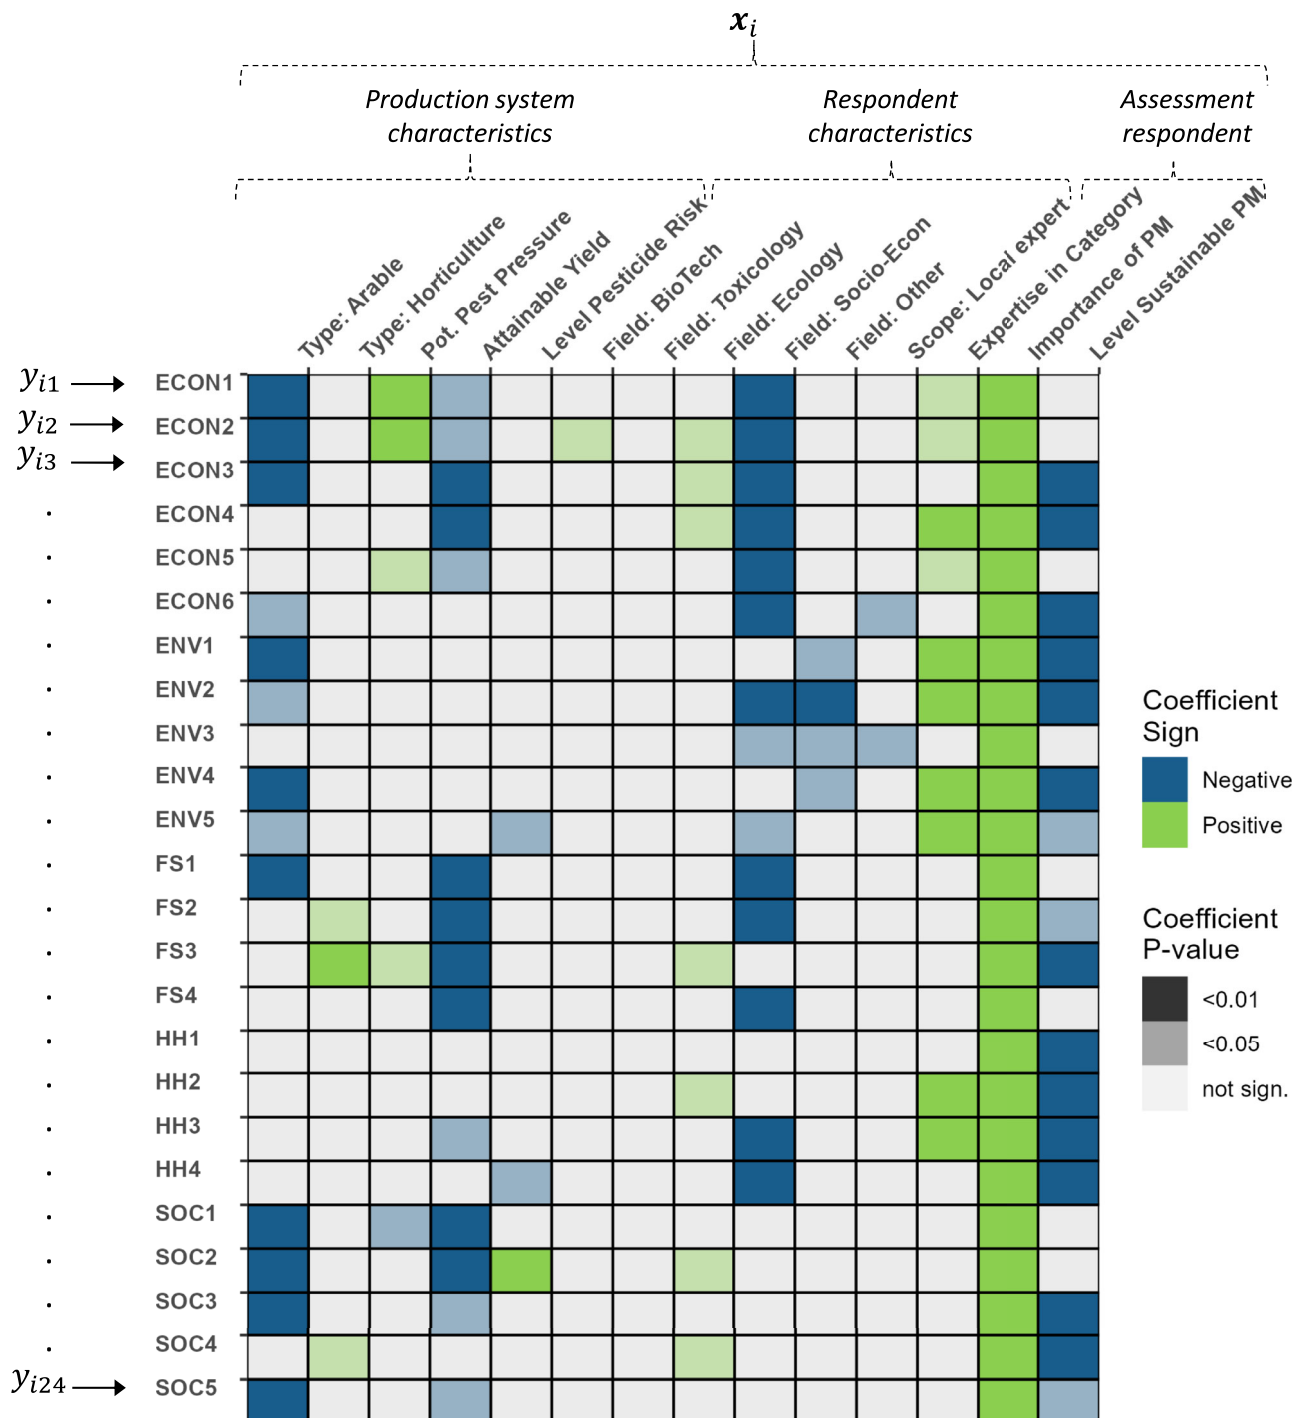 x_i
Production system
characteristics
Respondent
characteristics
Assessment
respondent
Type: Arable
Type: Horticulture
Pot. Pest Pressure
Attainable Yield
Level Pesticide Risk
Field: BioTech
Field: Toxicology
Field: Ecology
Field: Socio-Econ
Field: Other
Scope: Local expert
Expertise in Category
Importance of PM
Level Sustainable PM
y_i1 ECON1
y_i2 ECON2
y_i3 ECON3
ECON4
ECON5
ECON6
ENV1
ENV2
ENV3
ENV4
ENV5
FS1
FS2
FS3
FS4
HH1
HH2
HH3
HH4
SOC1
SOC2
SOC3
SOC4
y_i24 SOC5
Coefficient
Sign
Negative
Positive
Coefficient
P-value
<0.01
<0.05
not sign.